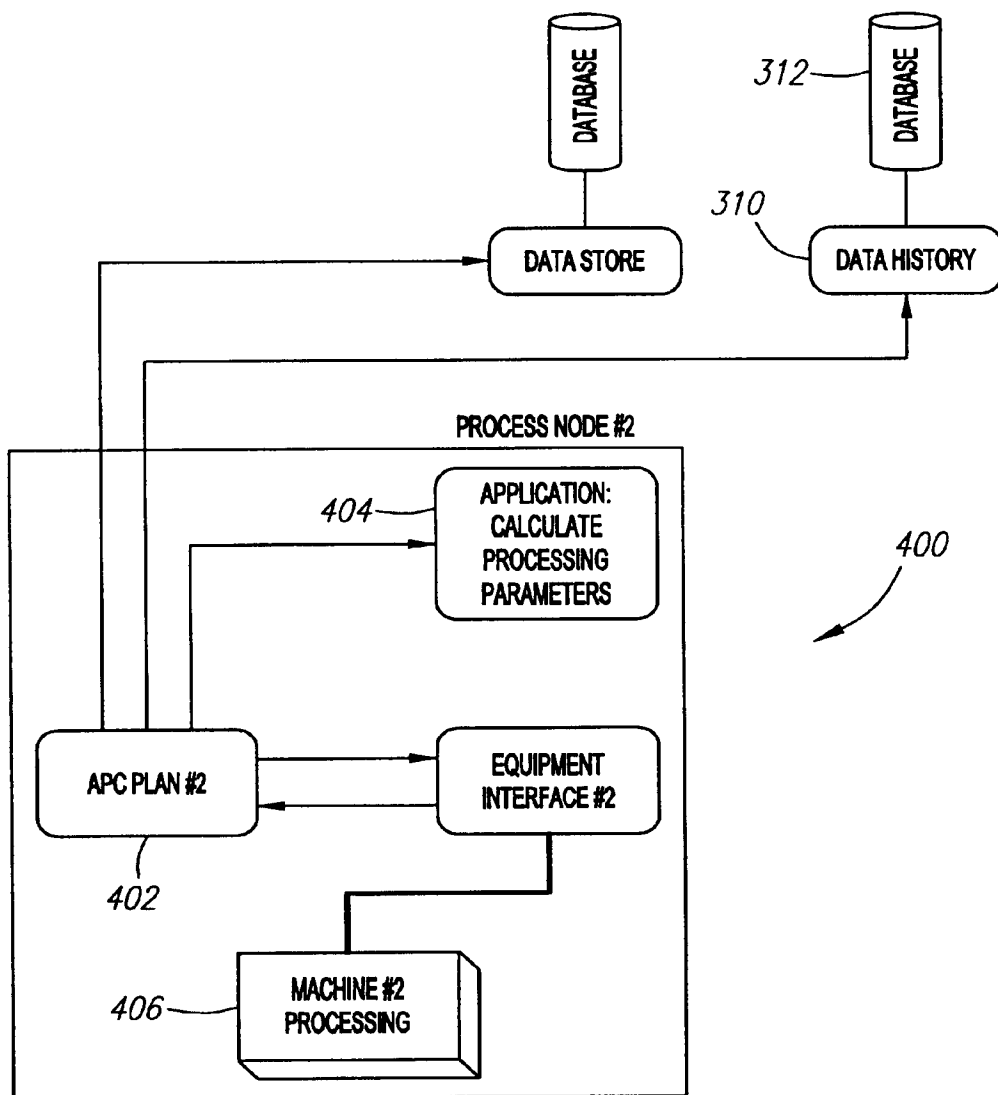 DATABASE
312
DATABASE
310
DATA STORE
DATA HISTORY
PROCESS NODE #2
404
APPLICATION:
CALCULATE
PROCESSING
PARAMETERS
400
APC PLAN #2
EQUIPMENT
INTERFACE #2
402
406
MACHINE #2
PROCESSING